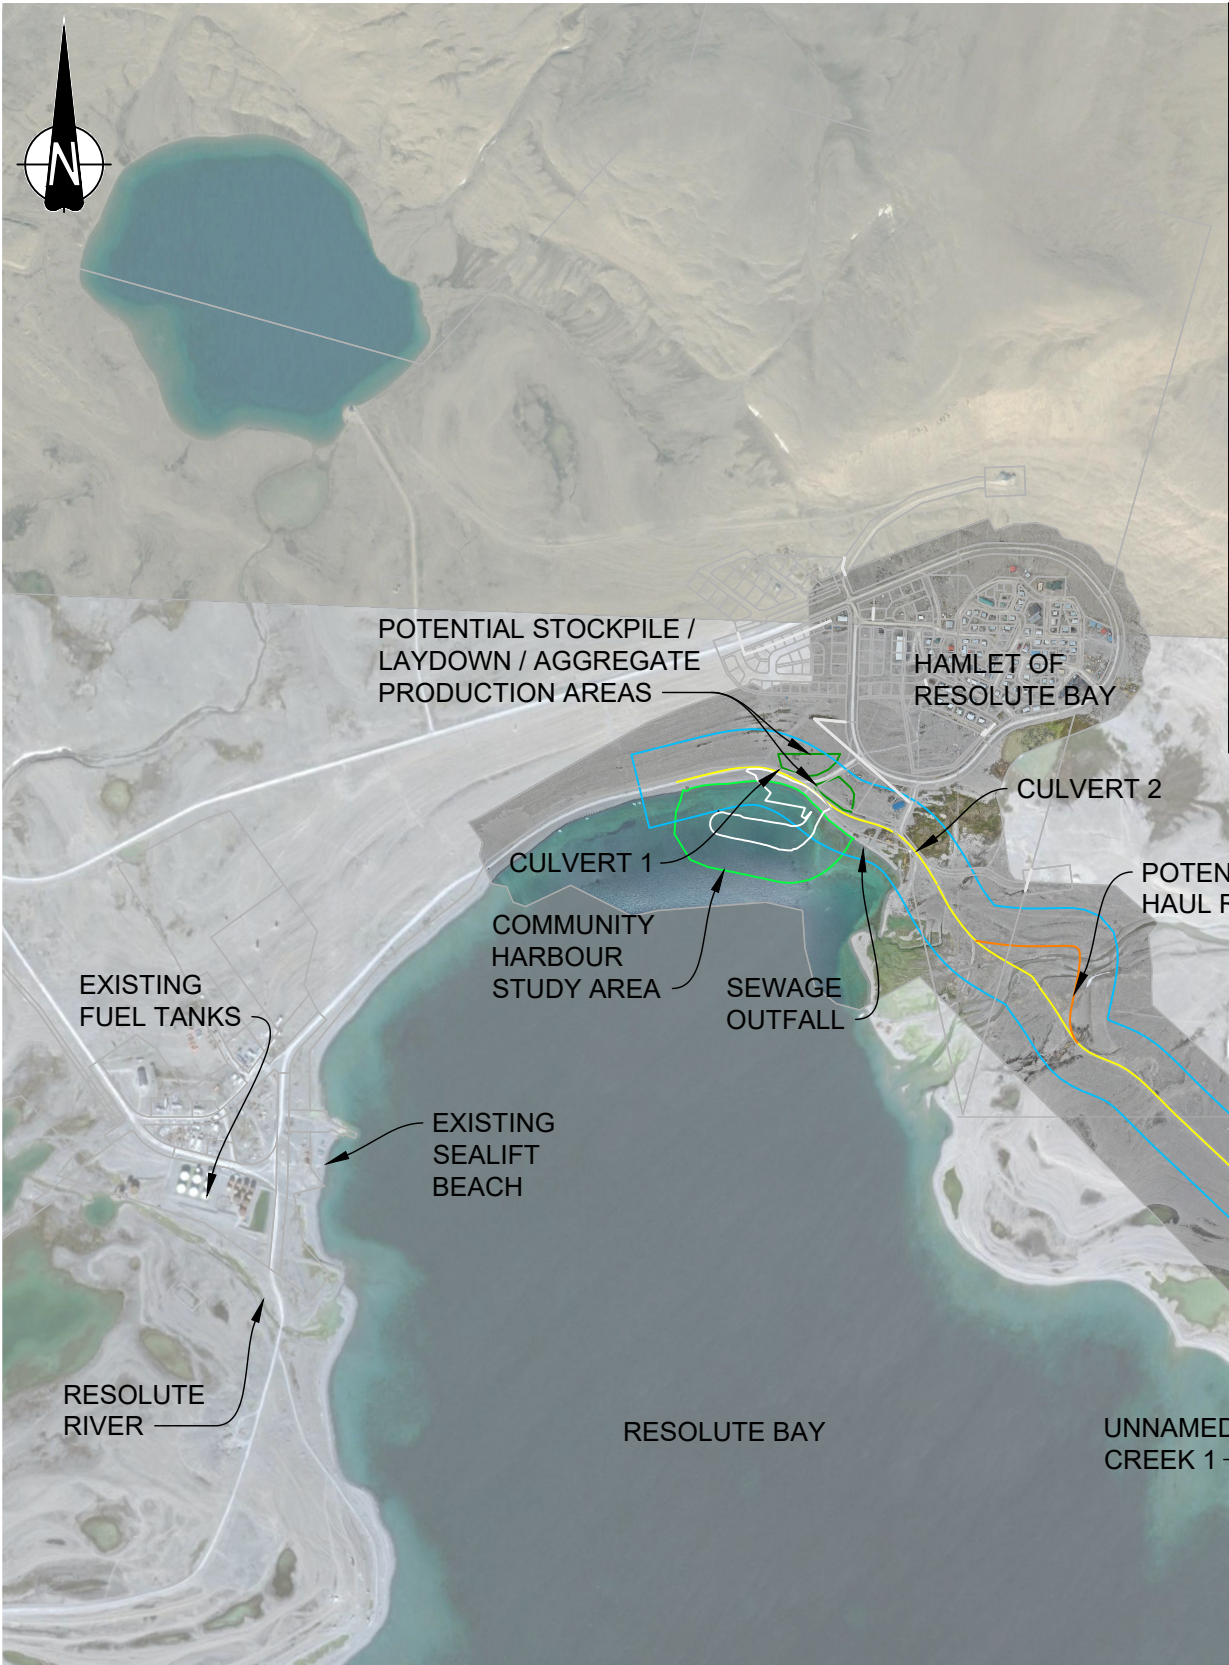 N
POTENTIAL STOCKPILE /
LAYDOWN / AGGREGATE
PRODUCTION AREAS
HAMLET OF
RESOLUTE BAY
CULVERT 2
CULVERT 1
POTEN
HAUL R
COMMUNITY
HARBOUR
STUDY AREA
SEWAGE
OUTFALL
EXISTING
FUEL TANKS
EXISTING
SEALIFT
BEACH
RESOLUTE
RIVER
RESOLUTE BAY
UNNAMED
CREEK 1